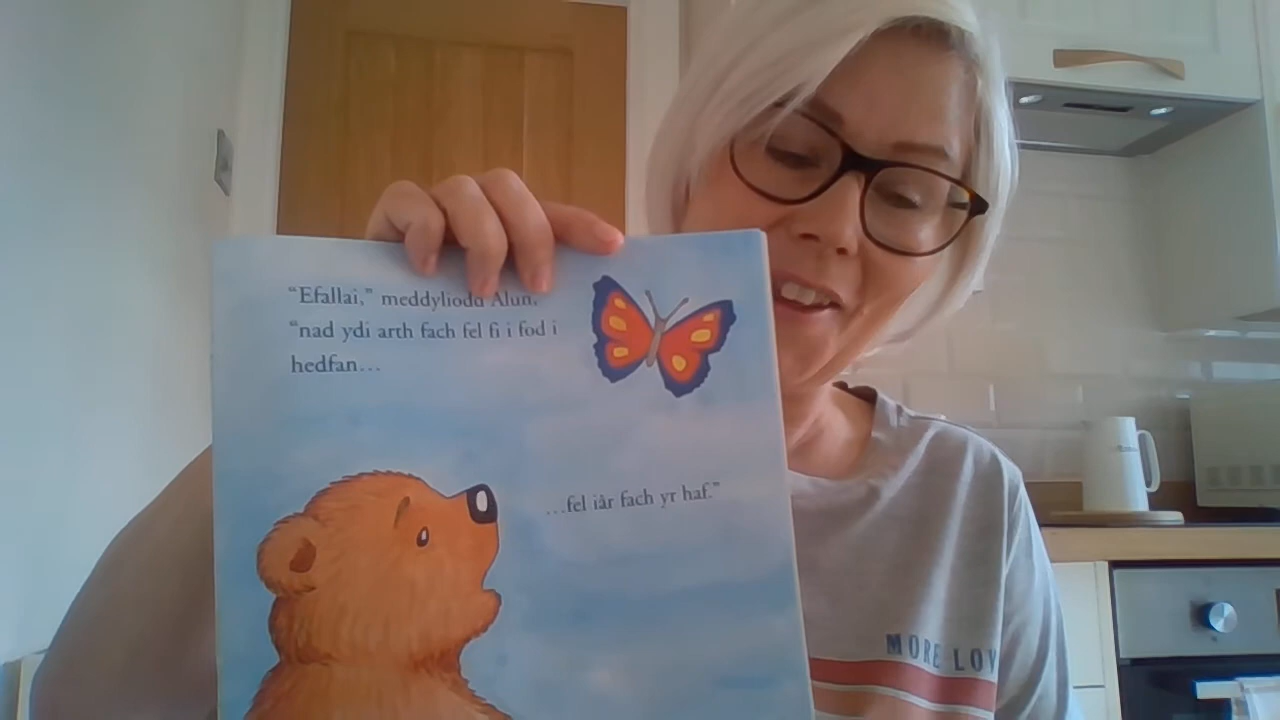 “Efallai,” meddyliodd Alun,
“nad ydi arth fach fel fi i fod i
hedfan...
...fel iâr fach yr haf.”
MORE LOV